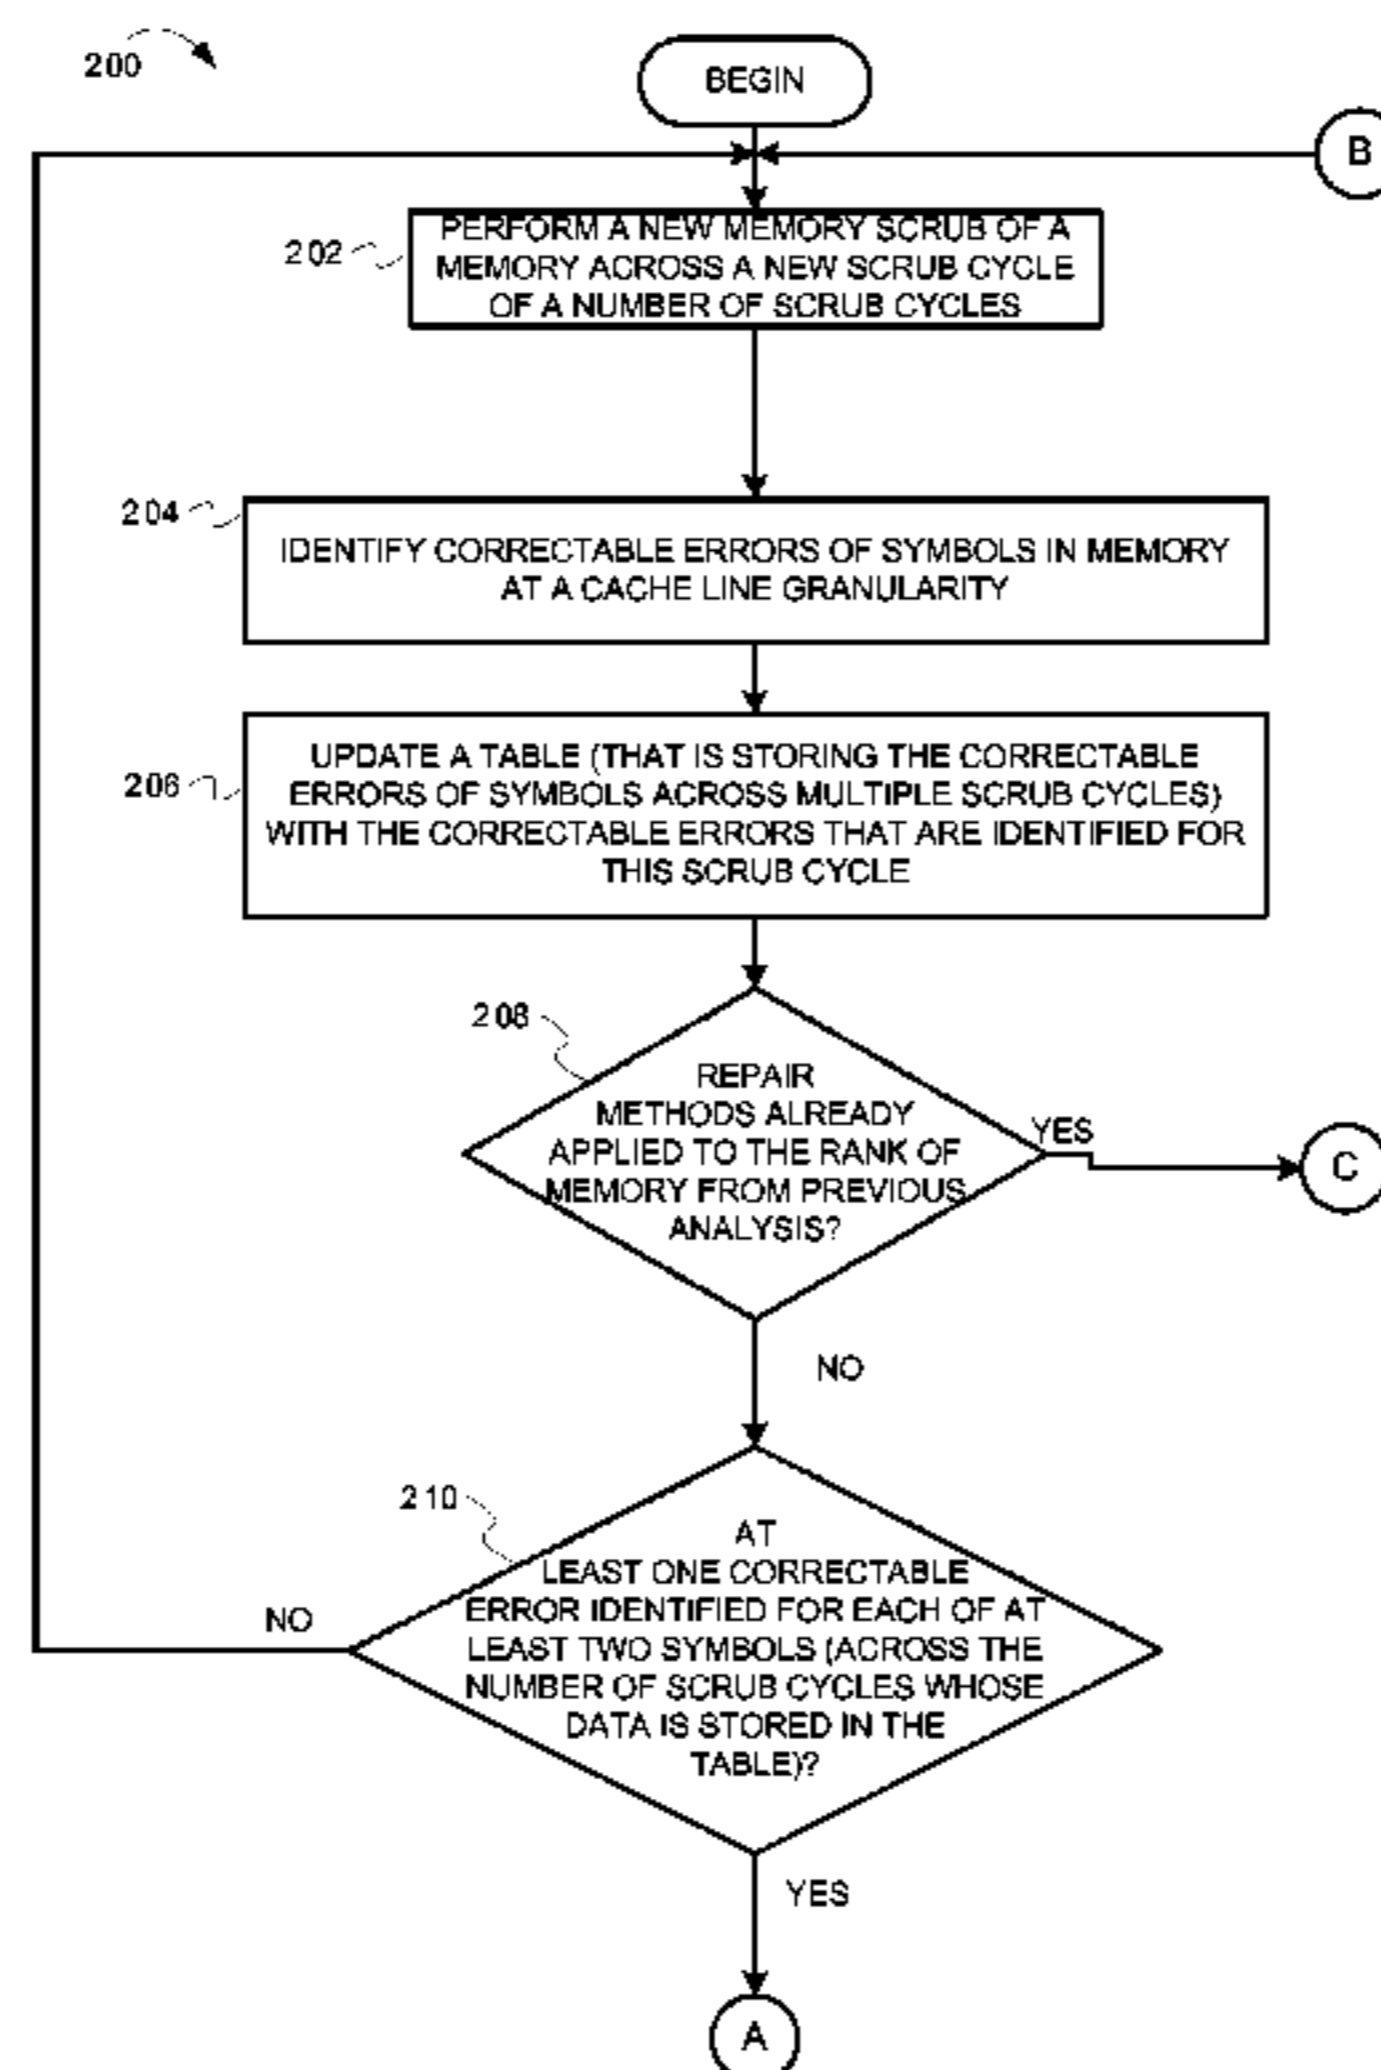 200
BEGIN
B
202
PERFORM A NEW MEMORY SCRUB OF A
MEMORY ACROSS A NEW SCRUB CYCLE
OF A NUMBER OF SCRUB CYCLES
204
IDENTIFY CORRECTABLE ERRORS OF SYMBOLS IN MEMORY
AT A CACHE LINE GRANULARITY
206
UPDATE A TABLE (THAT IS STORING THE CORRECTABLE
ERRORS OF SYMBOLS ACROSS MULTIPLE SCRUB CYCLES)
WITH THE CORRECTABLE ERRORS THAT ARE IDENTIFIED FOR
THIS SCRUB CYCLE
208
REPAIR
METHODS ALREADY
APPLIED TO THE RANK OF
MEMORY FROM PREVIOUS
ANALYSIS?
YES
C
NO
210
AT
LEAST ONE CORRECTABLE
ERROR IDENTIFIED FOR EACH OF AT
LEAST TWO SYMBOLS (ACROSS THE
NUMBER OF SCRUB CYCLES WHOSE
DATA IS STORED IN THE
TABLE)?
NO
YES
A